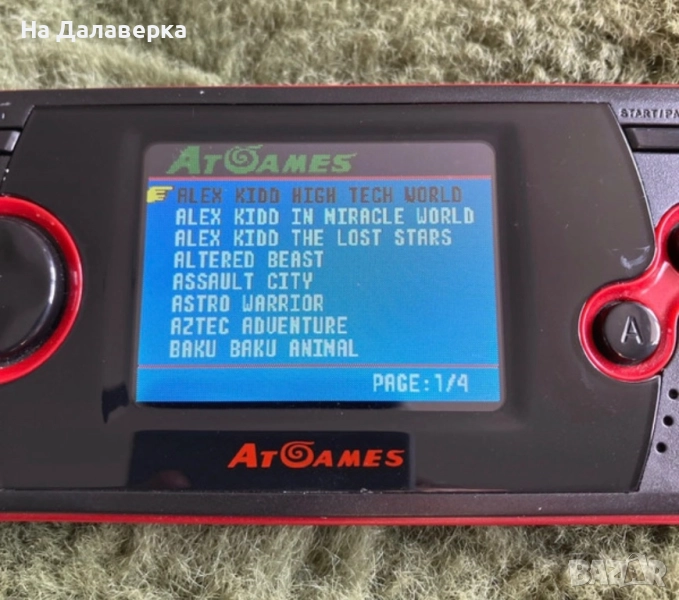 На Далаверка
START/PA
ATGAMES
ALEX KIDD HIGH TECH WORLD
ALEX KIDD IN MIRACLE WORLD
ALEX KIDD THE LOST STARS
ALTERED BEAST
ASSAULT CITY
ASTRO WARRIOR
AZTEC ADVENTURE
BAKU BAKU ANIMAL
PAGE:1/4
A
ATGAMES
BAZAR